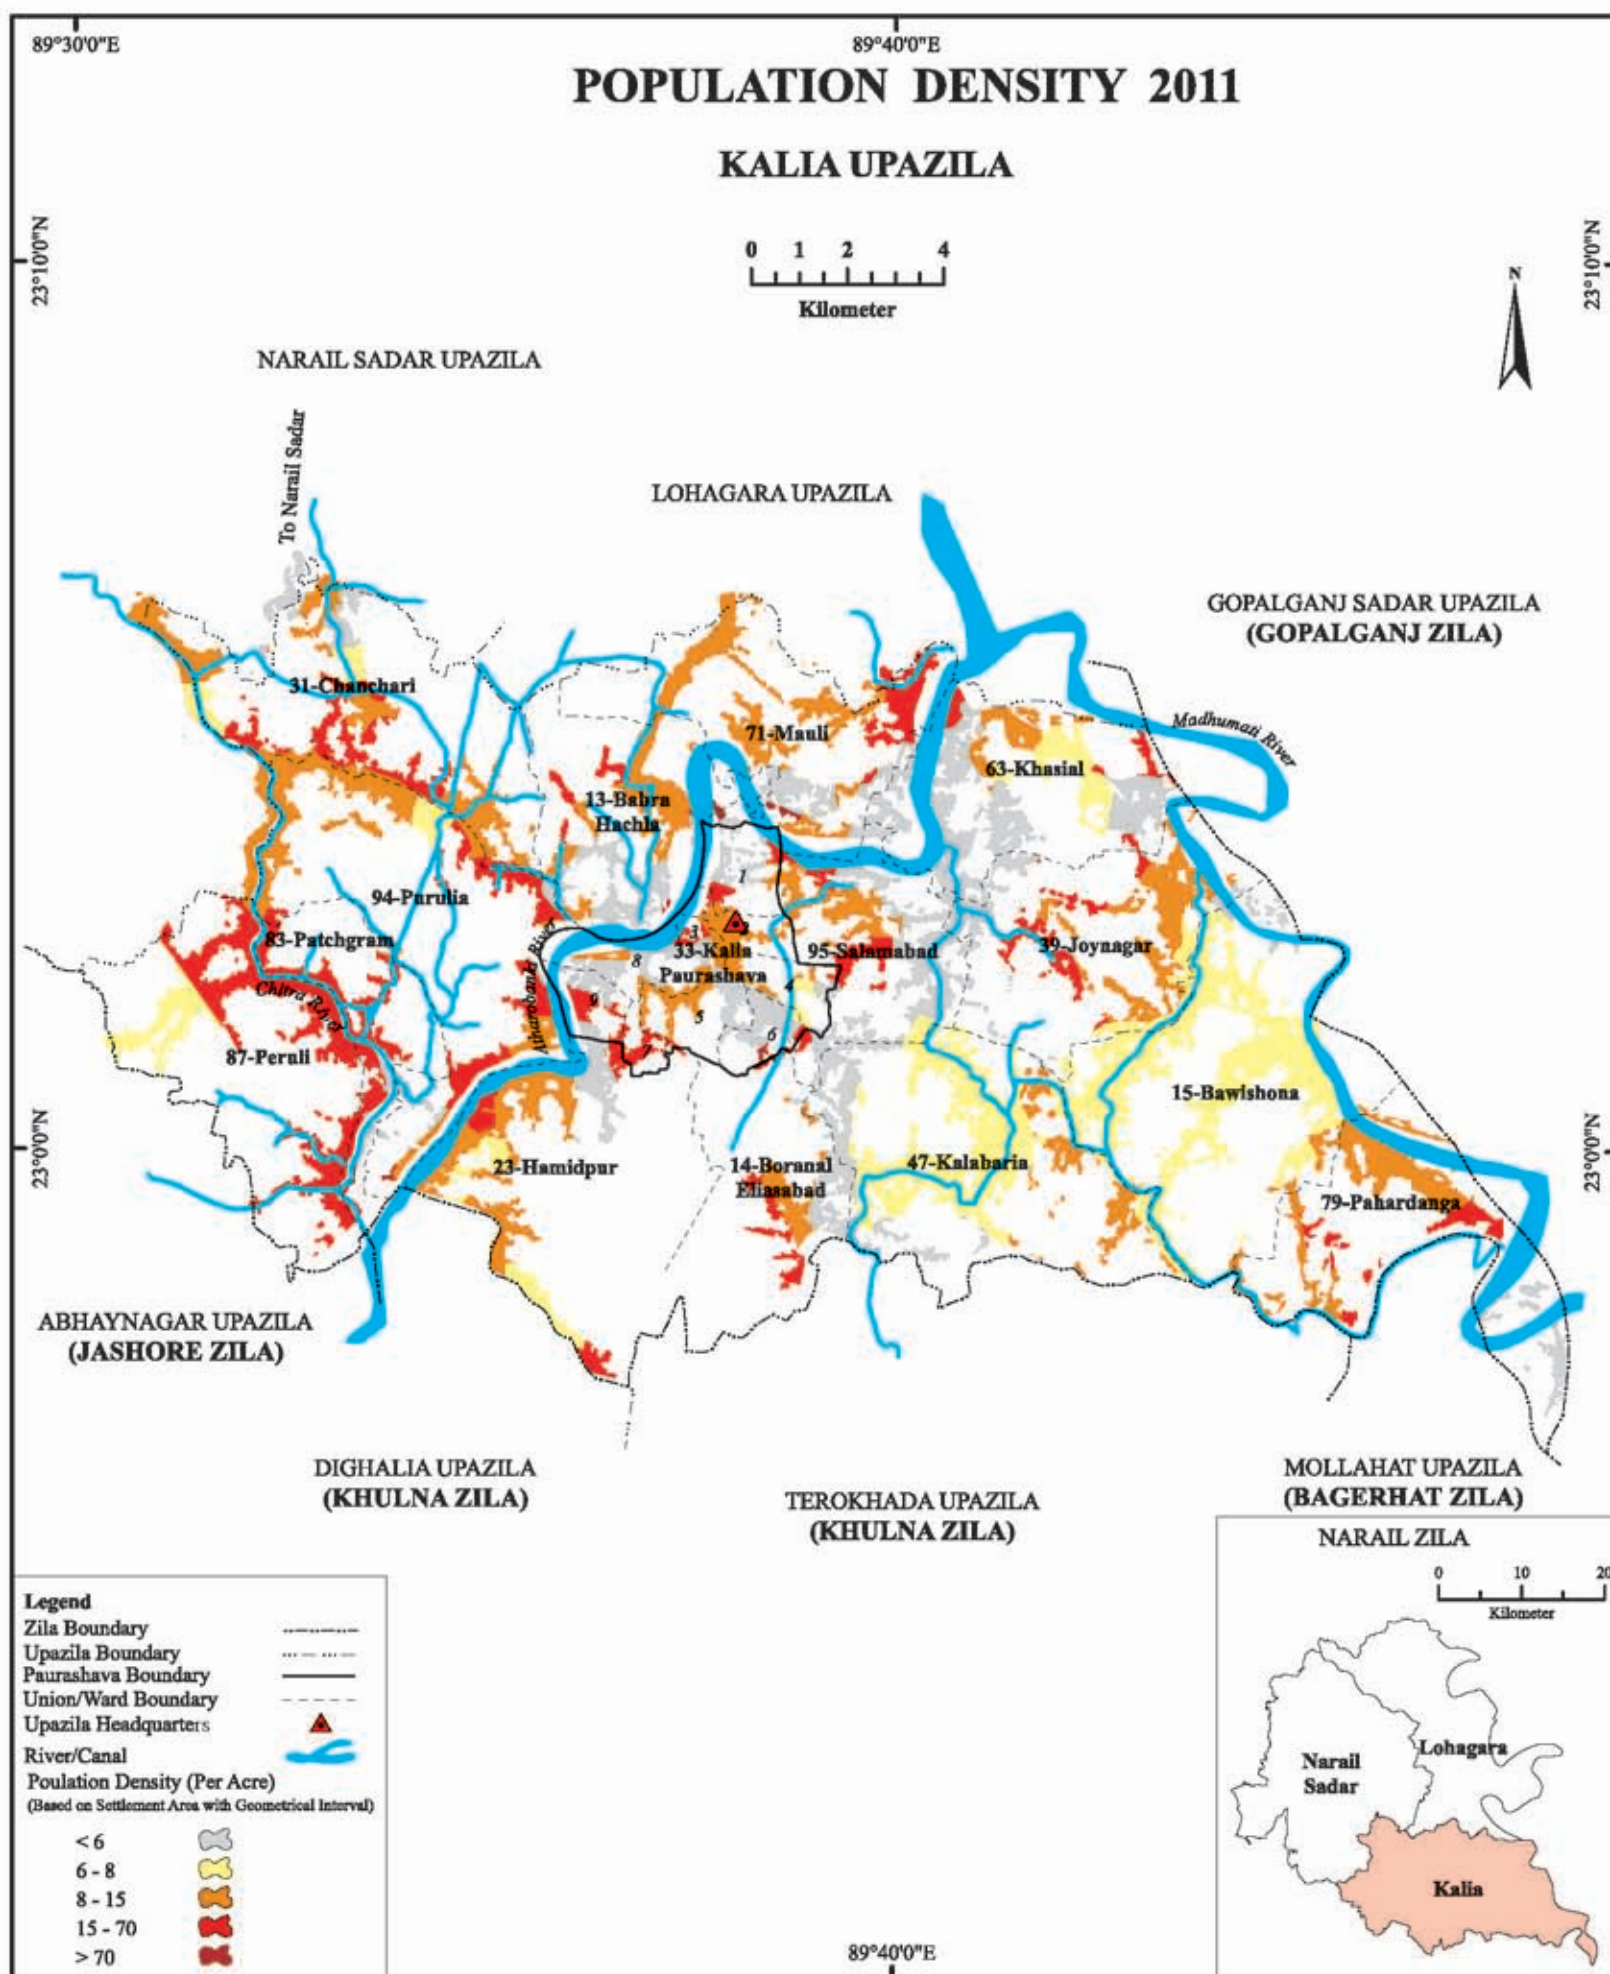 89°30'0"E
89°40'0"E
POPULATION DENSITY 2011
KALIA UPAZILA
23°10'0"N
23°10'0"N
0 1 2 4
Kilometer
N
NARAIL SADAR UPAZILA
To Narail Sadar
LOHAGARA UPAZILA
GOPALGANJ SADAR UPAZILA
(GOPALGANJ ZILA)
31-Chanchari
71-Mauli
Madhumati River
63-Khasial
13-Babra
Hachla
1
94-Purulia
83-Patchgram
3
33-Kalia
Paurashava
95-Salamabad
39-Joynagar
8
Chitra River
Atharobanki River
9
4
5
6
7
87-Peruli
15-Bawishona
23°0'0"N
23°0'0"N
23-Hamidpur
14-Boranal
Eliasabad
47-Kalabaria
79-Pahardanga
ABHAYNAGAR UPAZILA
(JASHORE ZILA)
DIGHALIA UPAZILA
(KHULNA ZILA)
TEROKHADA UPAZILA
(KHULNA ZILA)
MOLLAHAT UPAZILA
(BAGERHAT ZILA)
NARAIL ZILA
0 10 20
Kilometer
Narail
Sadar
Lohagara
Kalia
Legend
Zila Boundary
Upazila Boundary
Paurashava Boundary
Union/Ward Boundary
Upazila Headquarters
River/Canal
Poulation Density (Per Acre)
(Based on Settlement Area with Geometrical Interval)
< 6
6 - 8
8 - 15
15 - 70
> 70
89°40'0"E